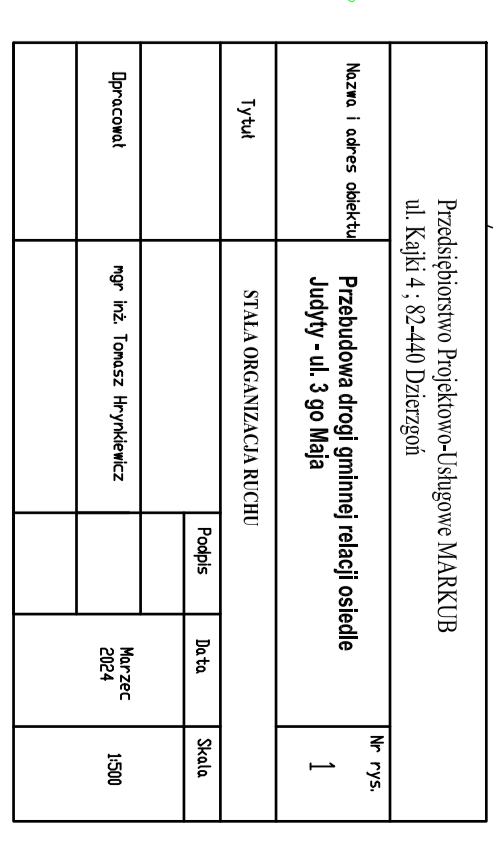 Przedsiębiorstwo Projektowo-Usługowe MARKUB
ul. Kajki 4 ; 82-440 Dzierzgoń
Nazwa i adres obiektu
Przebudowa drogi gminnej relacji osiedle
Judyty - ul. 3 go Maja
Nr rys.
1
Tytuł
STAŁA ORGANIZACJA RUCHU
Podpis
Data
Skala
Opracował
mgr inż. Tomasz Hrynkiewicz
Marzec
2024
1:500